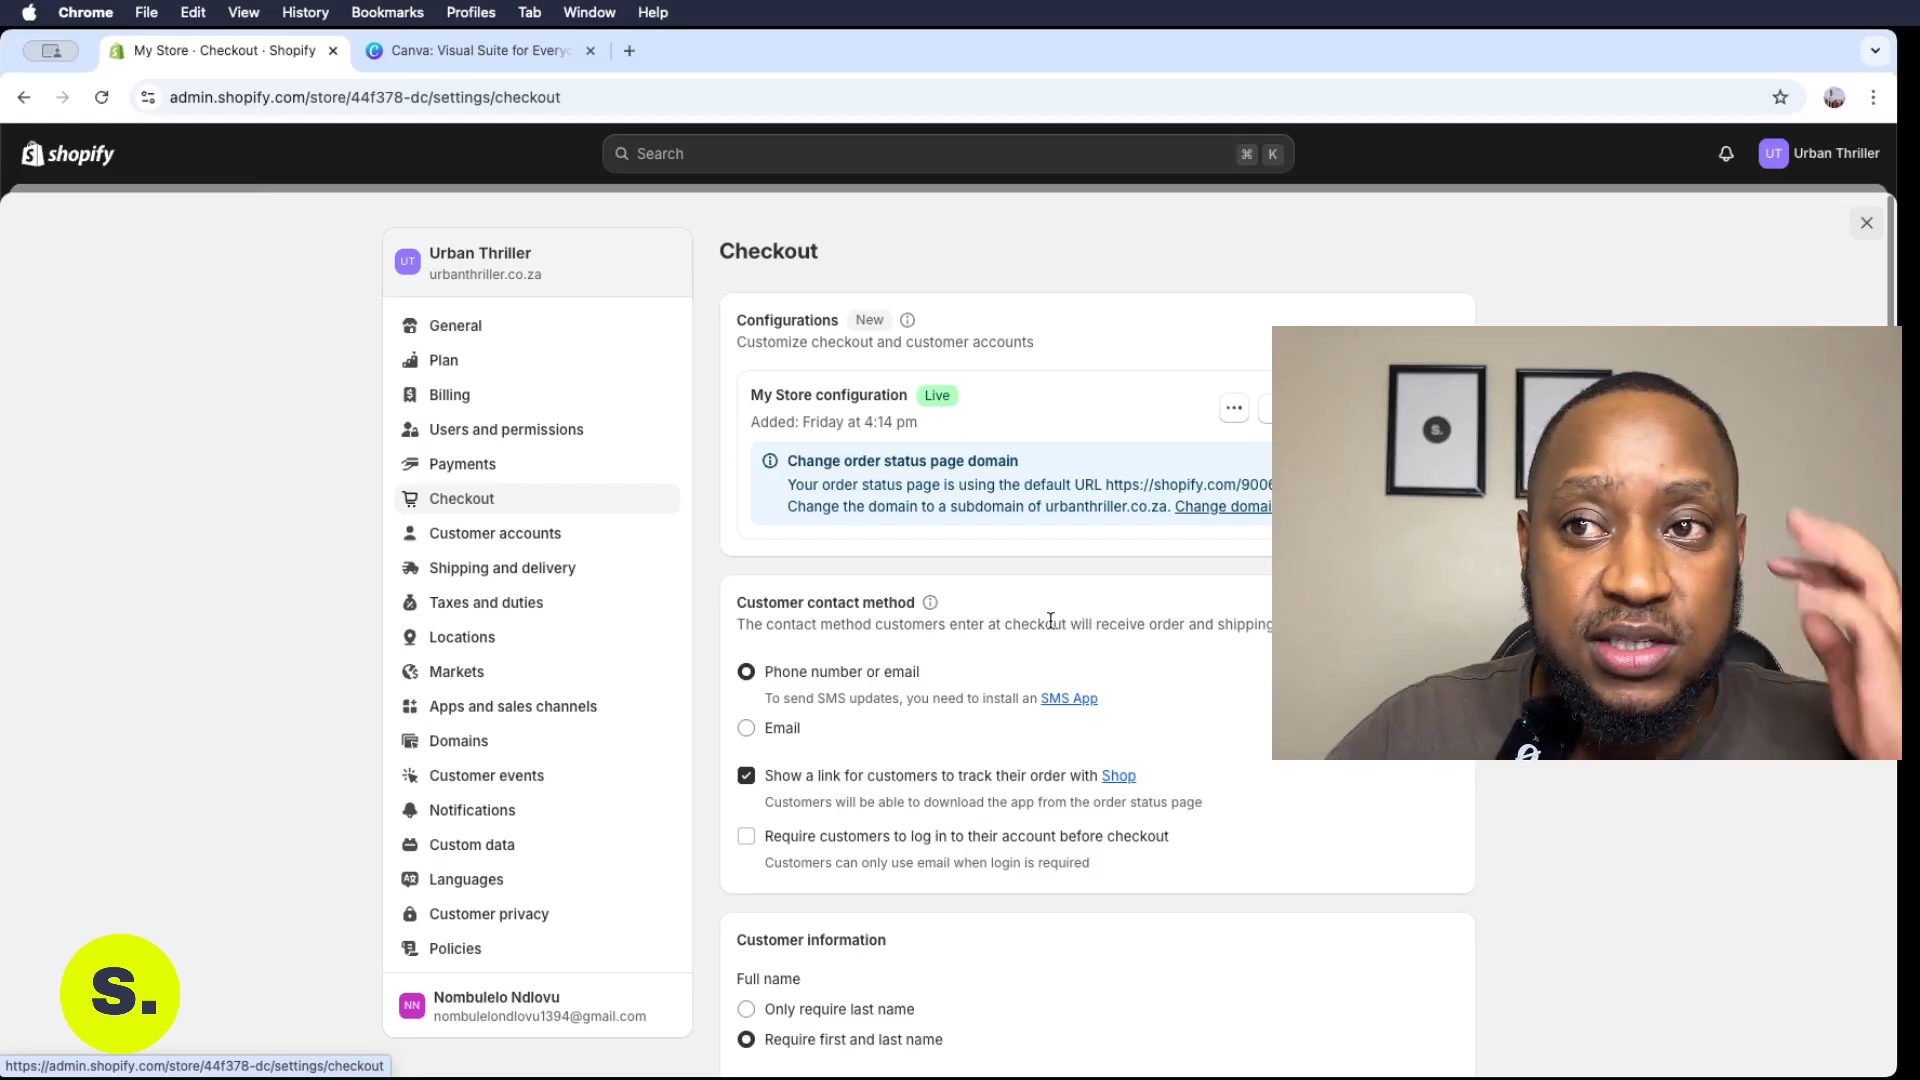 Chrome File Edit View History Bookmarks Profiles Tab Window Help
My Store · Checkout · Shopify
Canva: Visual Suite for Every
admin.shopify.com/store/44f378-dc/settings/checkout
shopify
Search
⌘ K
UT
Urban Thriller
UT
Urban Thriller
urbanthriller.co.za
General
Plan
Billing
Users and permissions
Payments
Checkout
Customer accounts
Shipping and delivery
Taxes and duties
Locations
Markets
Apps and sales channels
Domains
Customer events
Notifications
Custom data
Languages
Customer privacy
Policies
NN
Nombulelo Ndlovu
nombulelondlovu1394@gmail.com
Checkout
Configurations New
Customize checkout and customer accounts
My Store configuration Live
Added: Friday at 4:14 pm
Change order status page domain
Your order status page is using the default URL https://shopify.com/9006
Change the domain to a subdomain of urbanthriller.co.za. Change domai
Customer contact method
The contact method customers enter at checkout will receive order and shipping
Phone number or email
To send SMS updates, you need to install an SMS App
Email
Show a link for customers to track their order with Shop
Customers will be able to download the app from the order status page
Require customers to log in to their account before checkout
Customers can only use email when login is required
Customer information
Full name
Only require last name
Require first and last name
s.
s.
https://admin.shopify.com/store/44f378-dc/settings/checkout